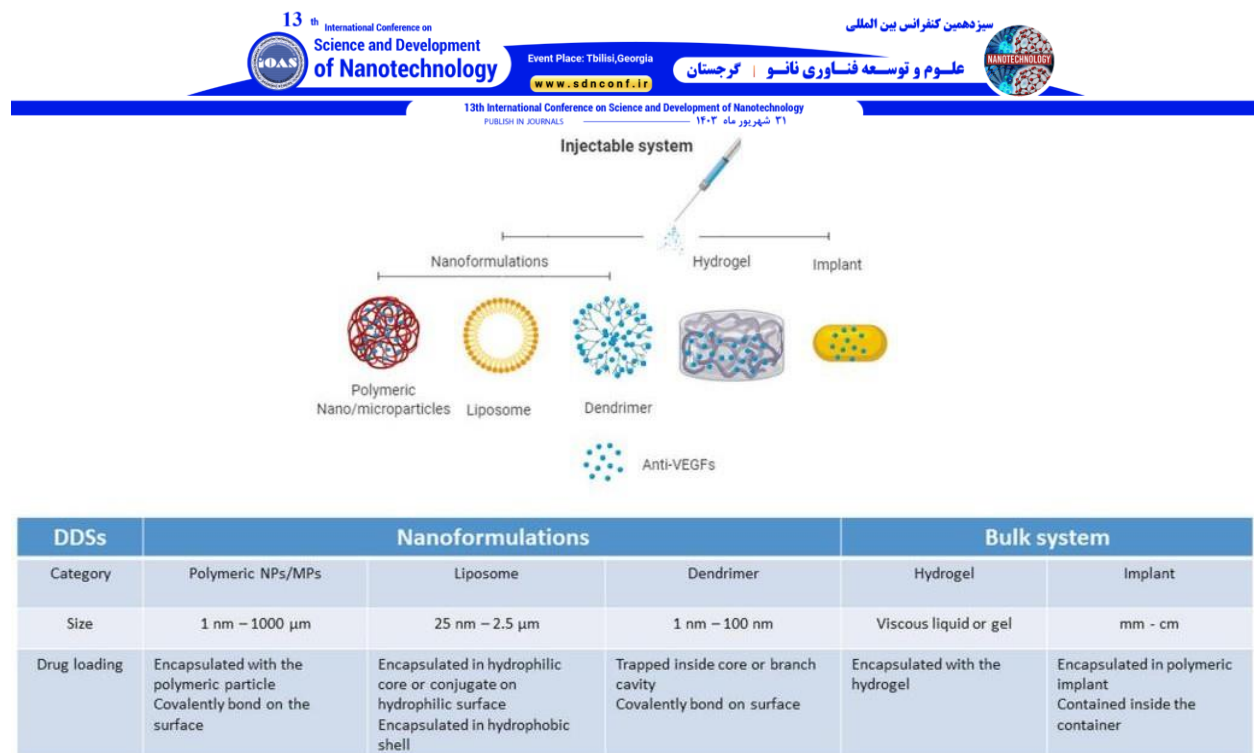 13 th International Conference on
Science and Development
of Nanotechnology
iOAS
Event Place: Tbilisi,Georgia
www.sdnconf.ir
سیزدهمین کنفرانس بین المللی
علــوم و توســعه فنــاوری نانــو | گرجستان
NANOTECHNOLOGY
13th International Conference on Science and Development of Nanotechnology
PUBLISH IN JOURNALS ۳۱ شهریور ماه ۱۴۰۳
Injectable system
Nanoformulations Hydrogel Implant
Polymeric
Nano/microparticles Liposome Dendrimer
Anti-VEGFs
DDSs Nanoformulations Bulk system
Category Polymeric NPs/MPs Liposome Dendrimer Hydrogel Implant
Size 1 nm – 1000 µm 25 nm – 2.5 µm 1 nm – 100 nm Viscous liquid or gel mm - cm
Drug loading Encapsulated with the Encapsulated in hydrophilic Trapped inside core or branch Encapsulated with the Encapsulated in polymeric
polymeric particle core or conjugate on cavity hydrogel implant
Covalently bond on the hydrophilic surface Covalently bond on surface Contained inside the
surface Encapsulated in hydrophobic container
shell